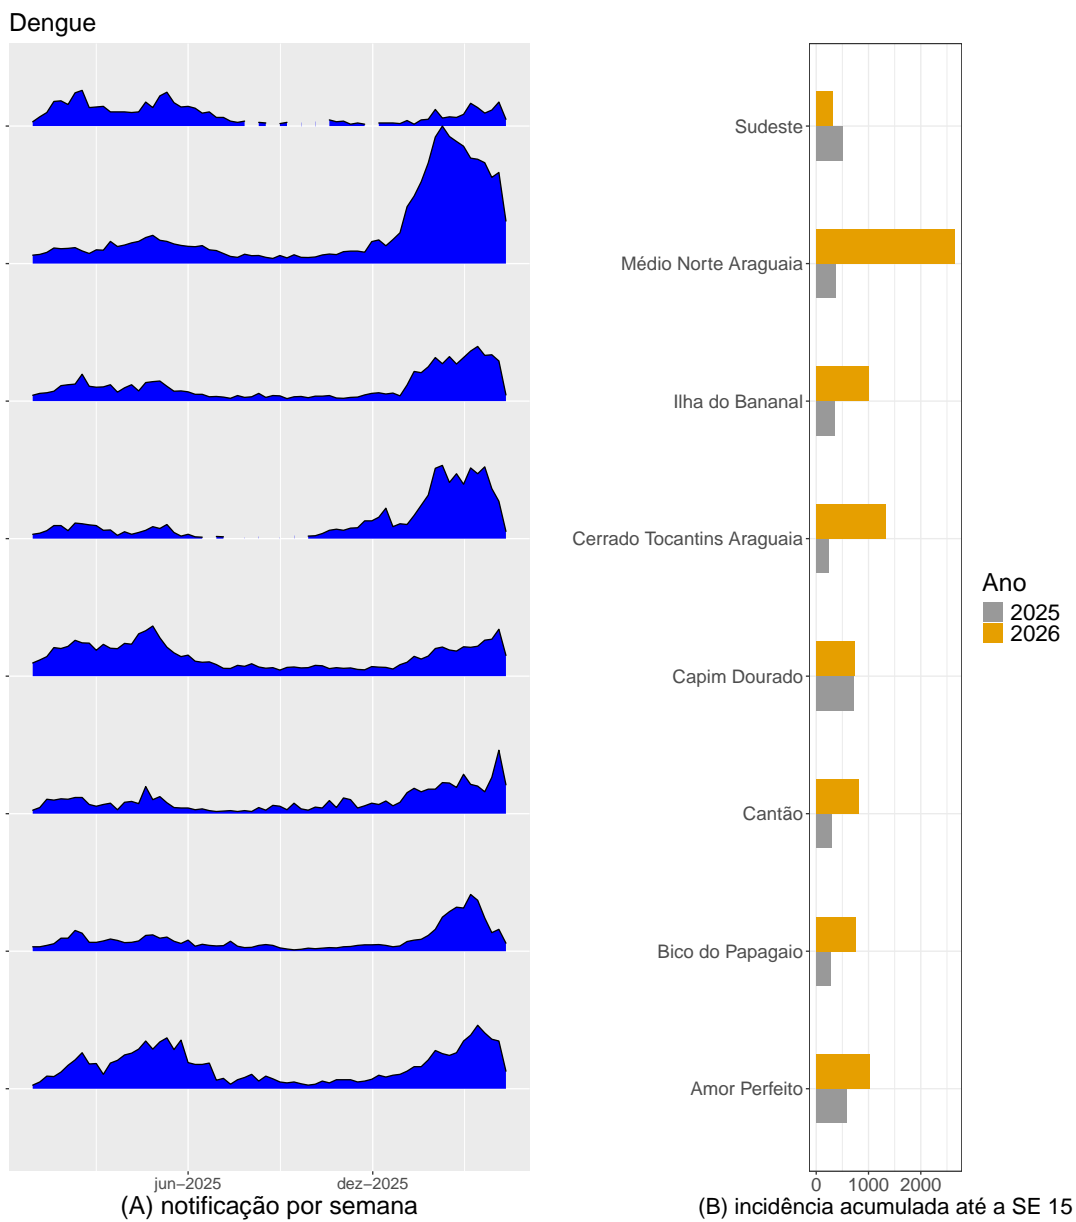 Dengue
Sudeste
Médio Norte Araguaia
Ilha do Bananal
Cerrado Tocantins Araguaia
Capim Dourado
Cantão
Bico do Papagaio
Amor Perfeito
Ano
2025
2026
jun−2025
dez−2025
0
1000
2000
(A) notificação por semana
(B) incidência acumulada até a SE 15